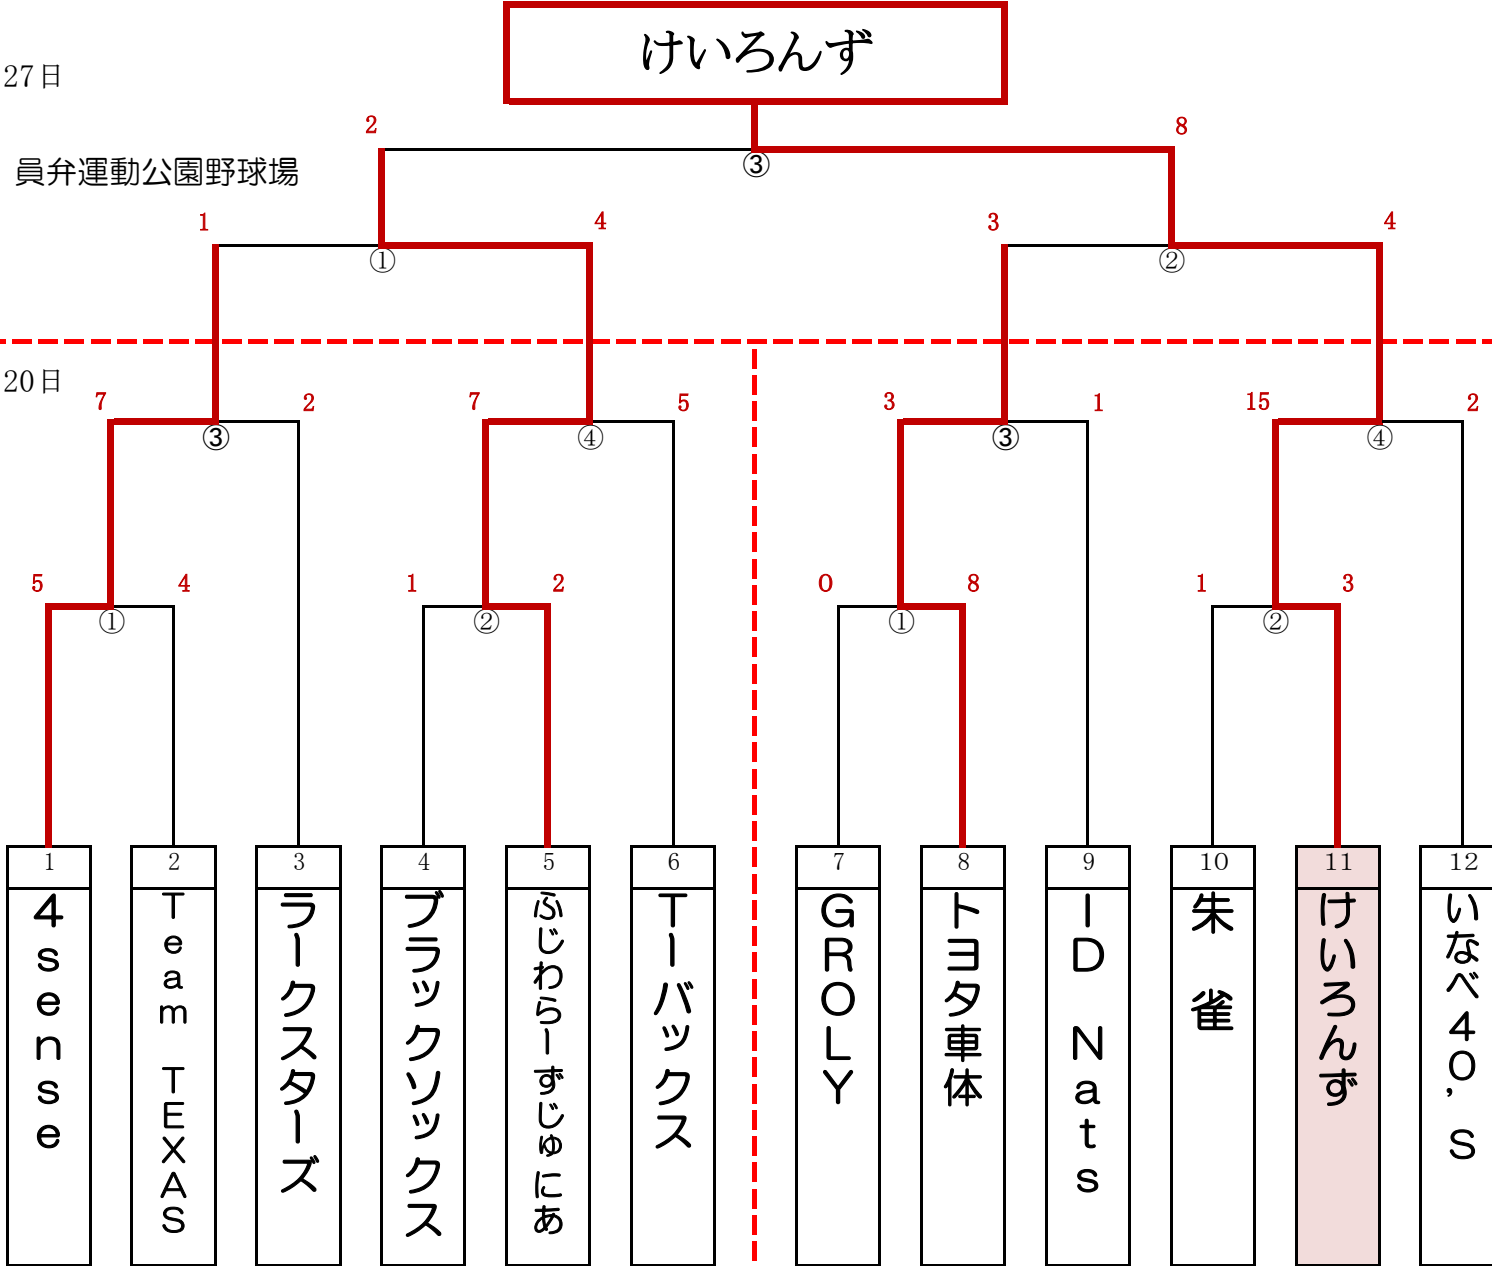 けいろんず
27日
2
8
③
員弁運動公園野球場
1
4
3
4
①
②
20日
7
2
7
5
3
1
15
2
③
④
③
④
5
4
1
2
0
8
1
3
①
②
①
②
1
2
3
4
5
6
7
8
9
10
11
12
4sense
Team TEXAS
ラークスターズ
ブラックソックス
ふじわらーずじゅにあ
Tーバックス
GROLY
トヨタ車体
ID Nats
朱 雀
けいろんず
いなべ40,S